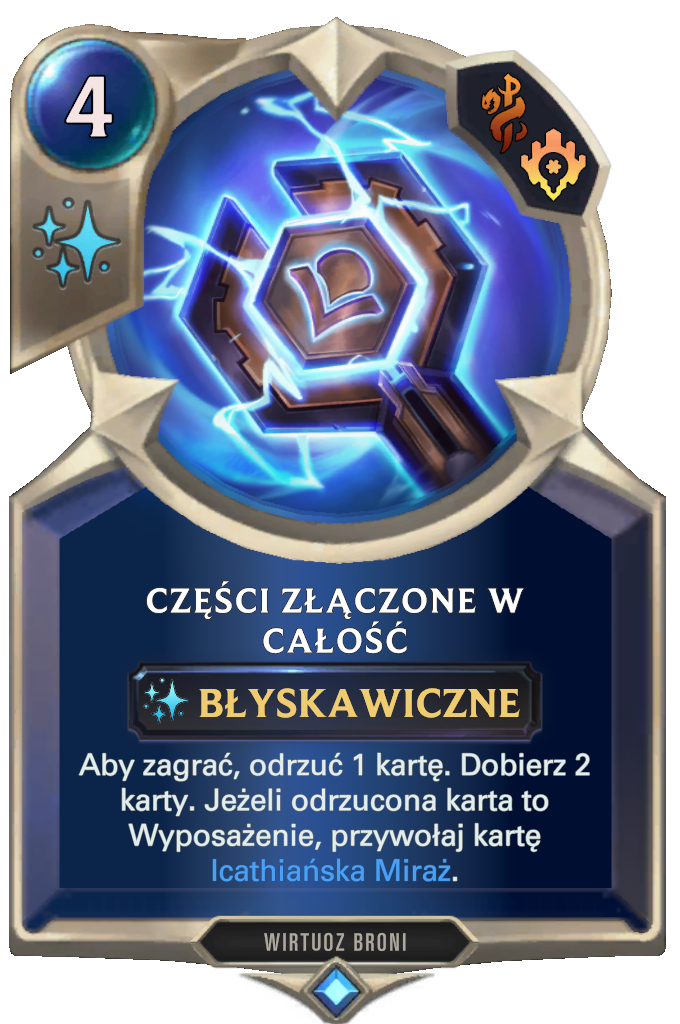 4
CZĘŚCI ZŁĄCZONE W
CAŁOŚĆ
BŁYSKAWICZNE
Aby zagrać, odrzuć 1 kartę. Dobierz 2
karty. Jeżeli odrzucona karta to
Wyposażenie, przywołaj kartę
Icathiańska Miraż.
WIRTUOZ BRONI